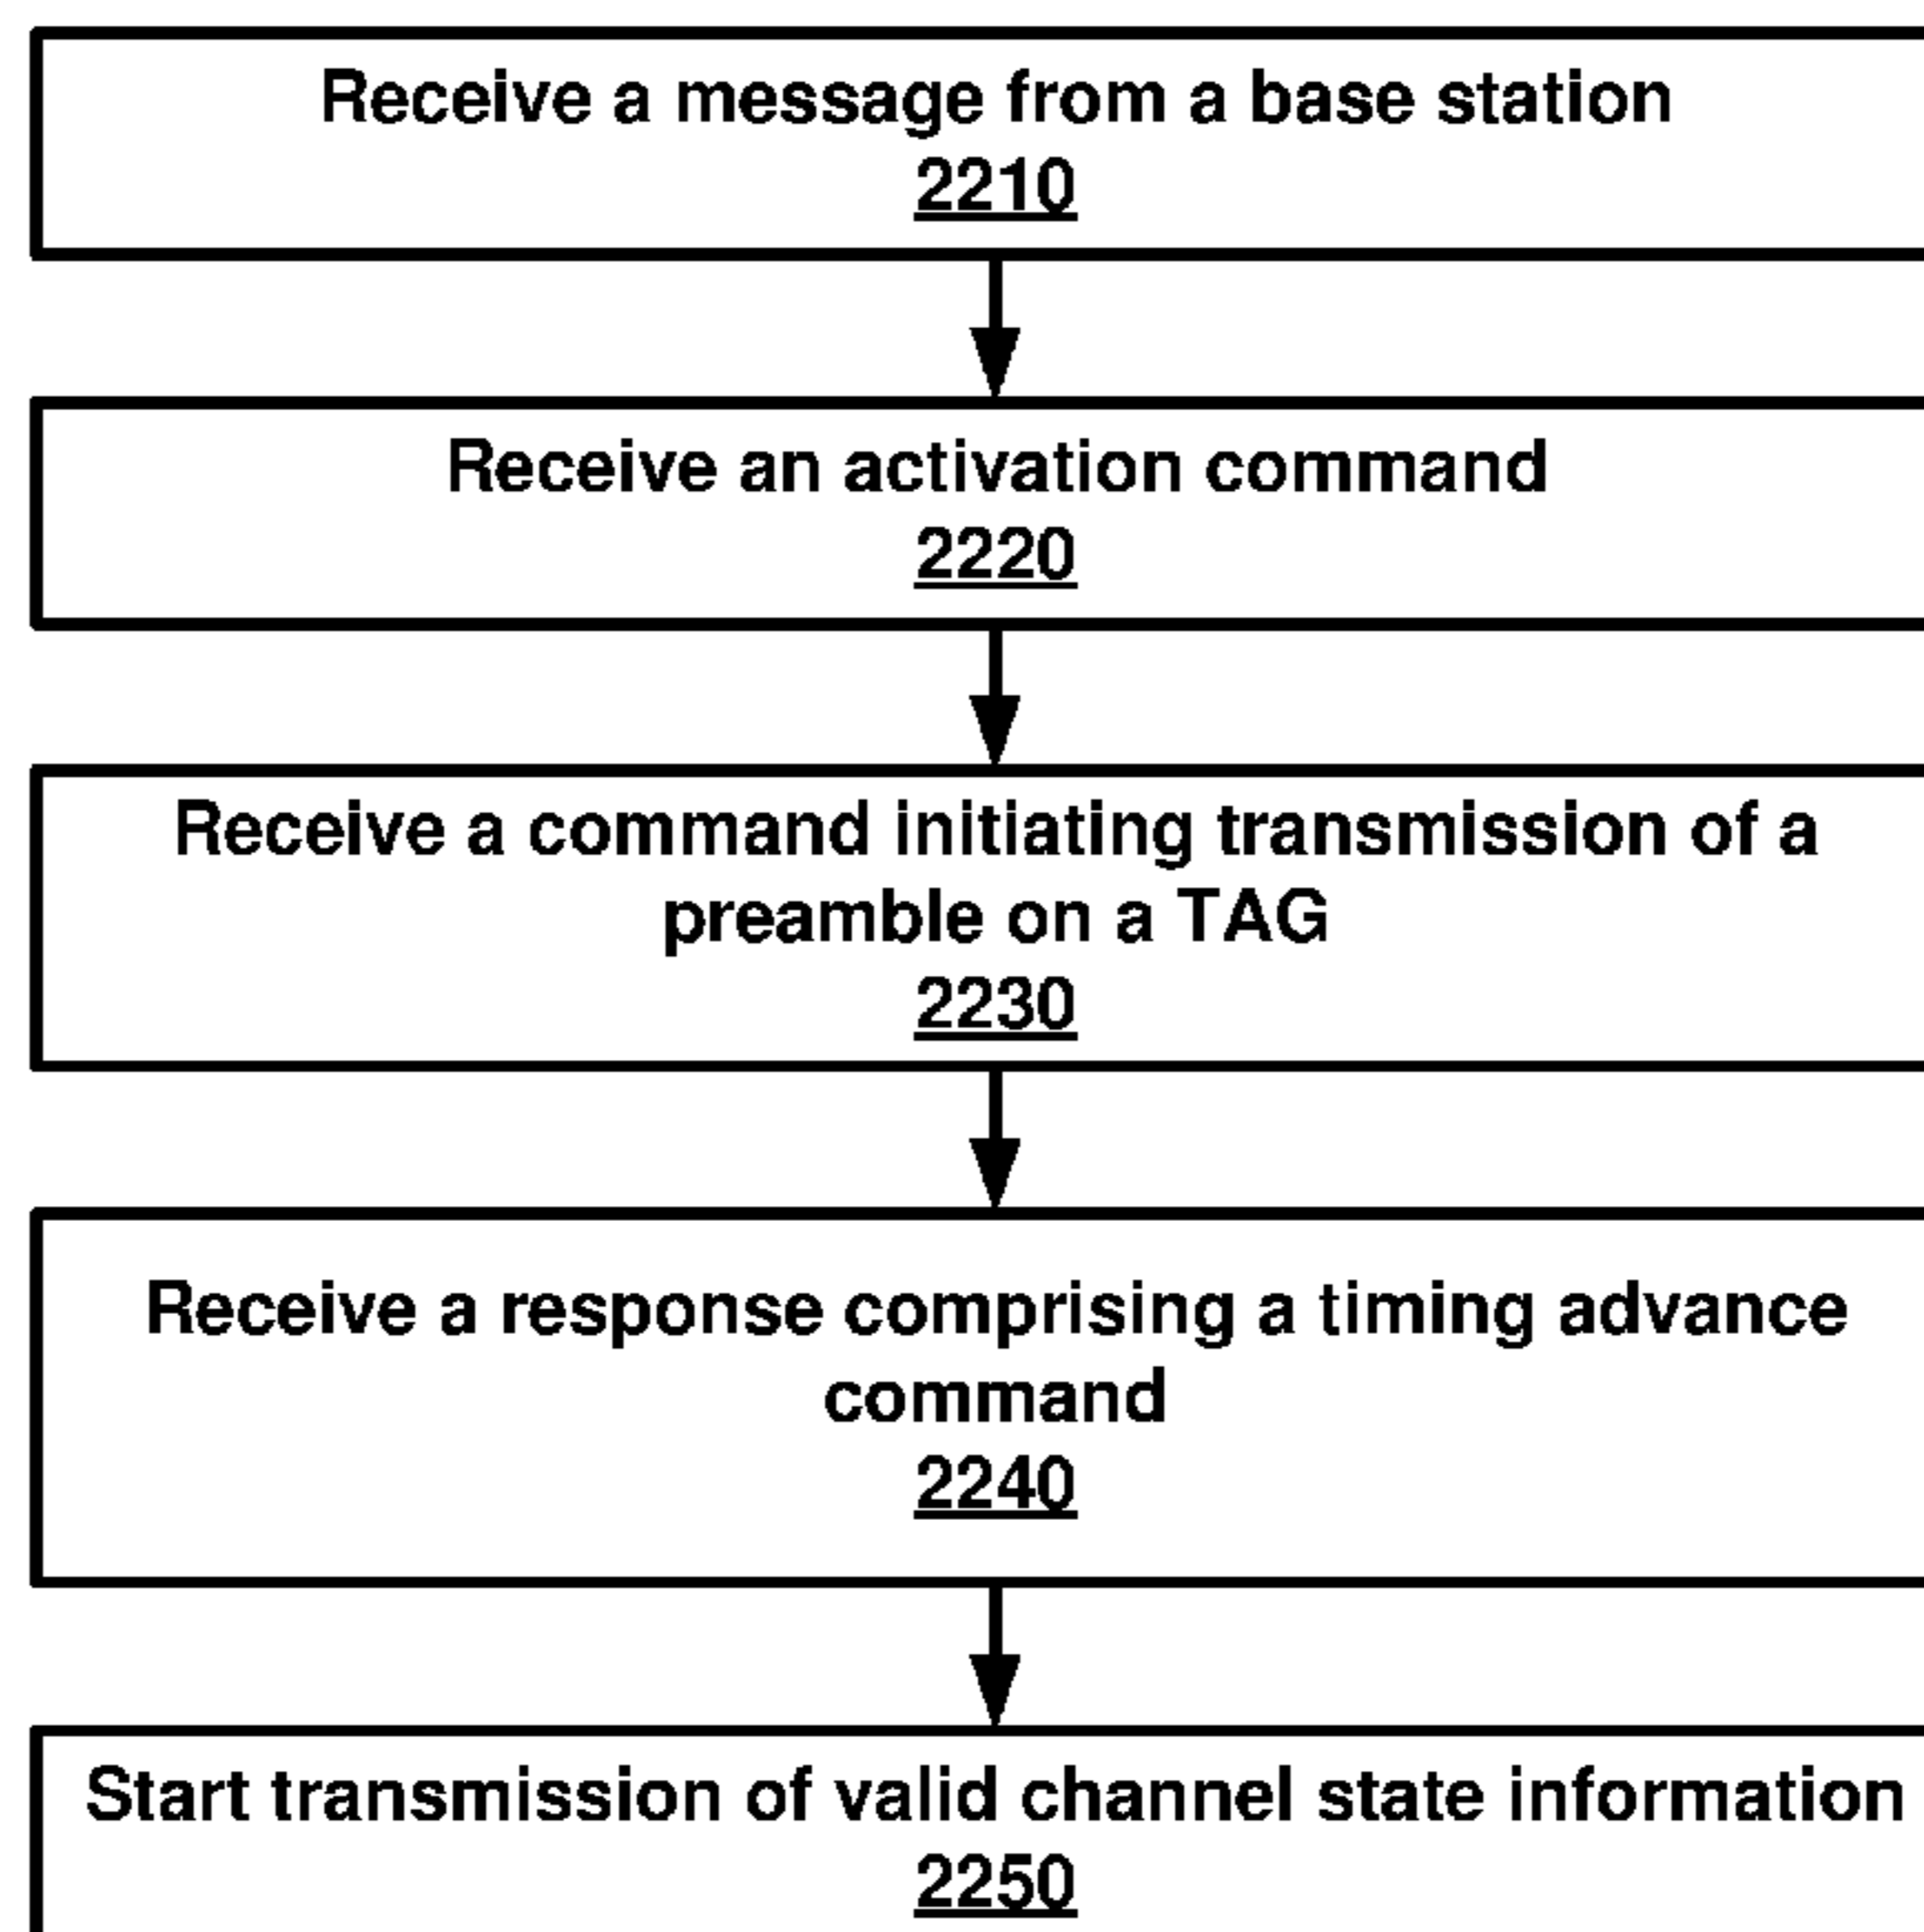 Receive a message from a base station
2210
Receive an activation command
2220
Receive a command initiating transmission of a
preamble on a TAG
2230
Receive a response comprising a timing advance
command
2240
Start transmission of valid channel state information
2250